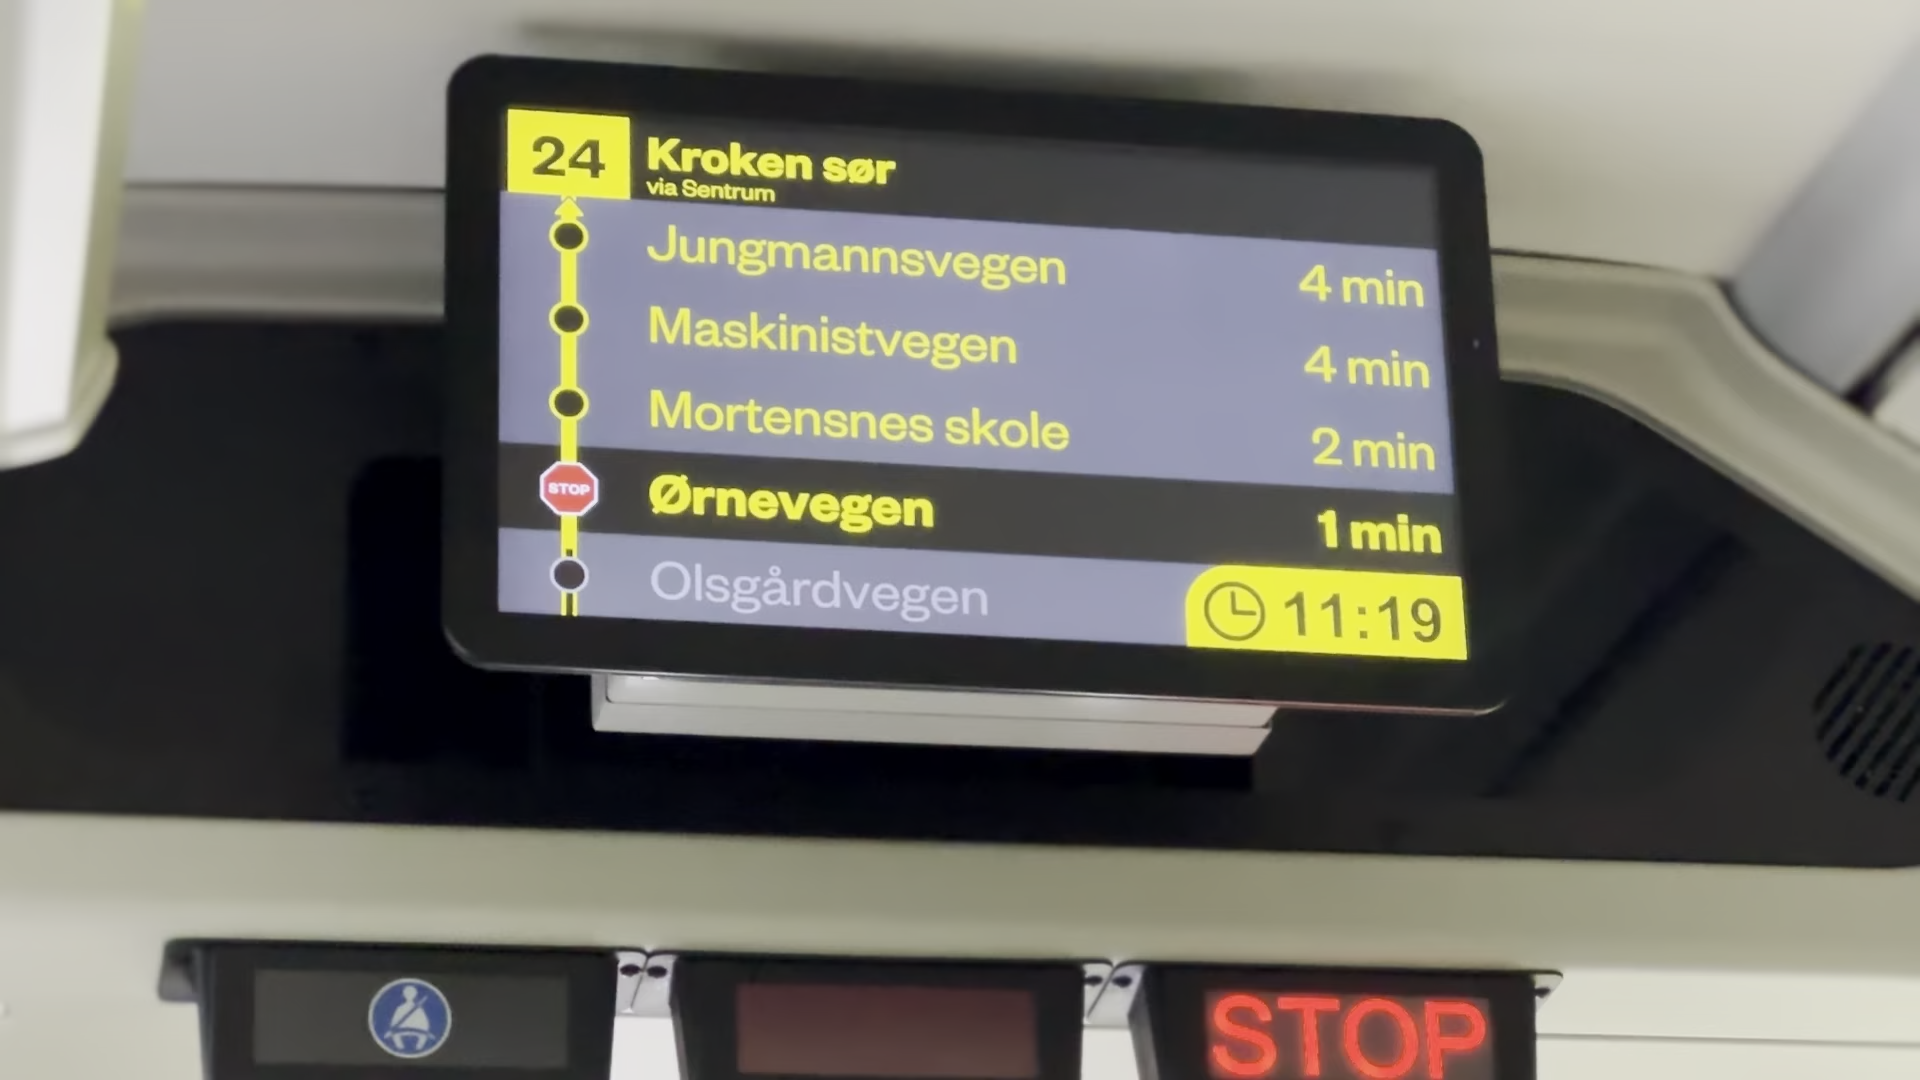 24 Kroken sør
via Sentrum
Jungmannsvegen 4 min
Maskinistvegen 4 min
Mortensnes skole 2 min
STOP Ørnevegen 1 min
Olsgårdvegen 11:19
STOP